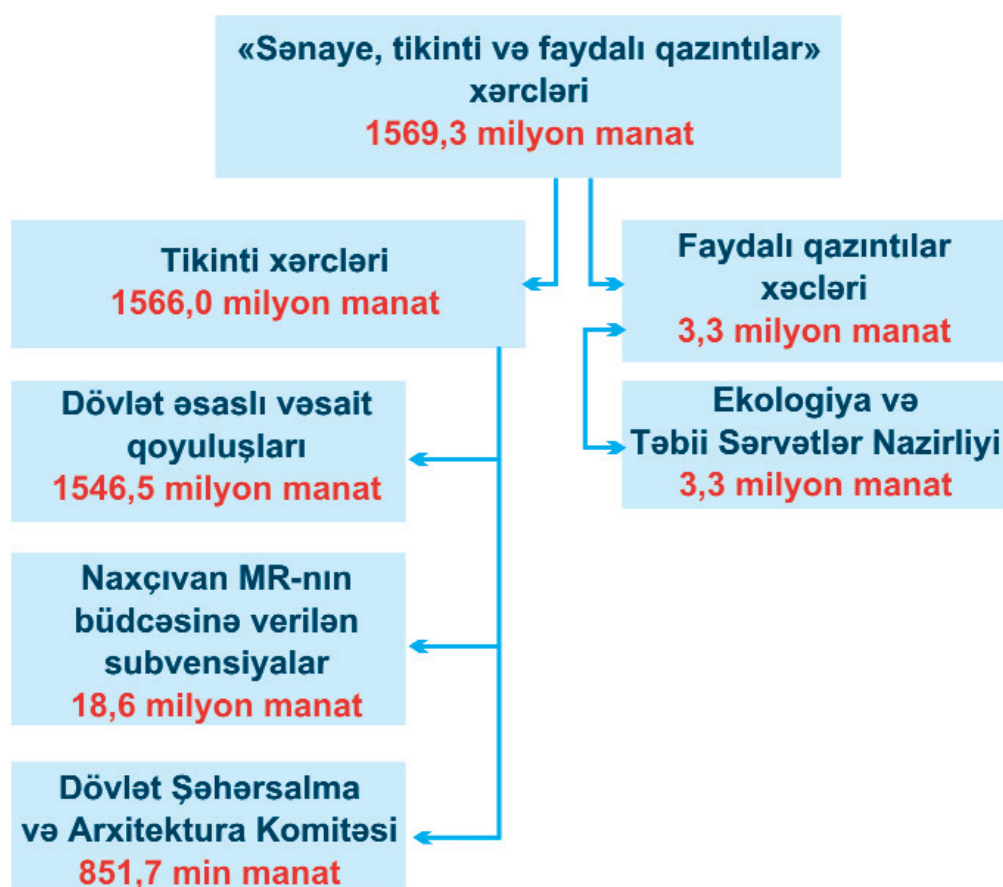 «Sənaye, tikinti və faydalı qazıntılar»
xərcləri
1569,3 milyon manat
Tikinti xərcləri
1566,0 milyon manat
Faydalı qazıntılar
xəcləri
3,3 milyon manat
Dövlət əsaslı vəsait
qoyuluşları
1546,5 milyon manat
Ekologiya və
Təbii Sərvətlər Nazirliyi
3,3 milyon manat
Naxçıvan MR-nın
büdcəsinə verilən
subvensiyalar
18,6 milyon manat
Dövlət Şəhərsalma
və Arxitektura Komitəsi
851,7 min manat